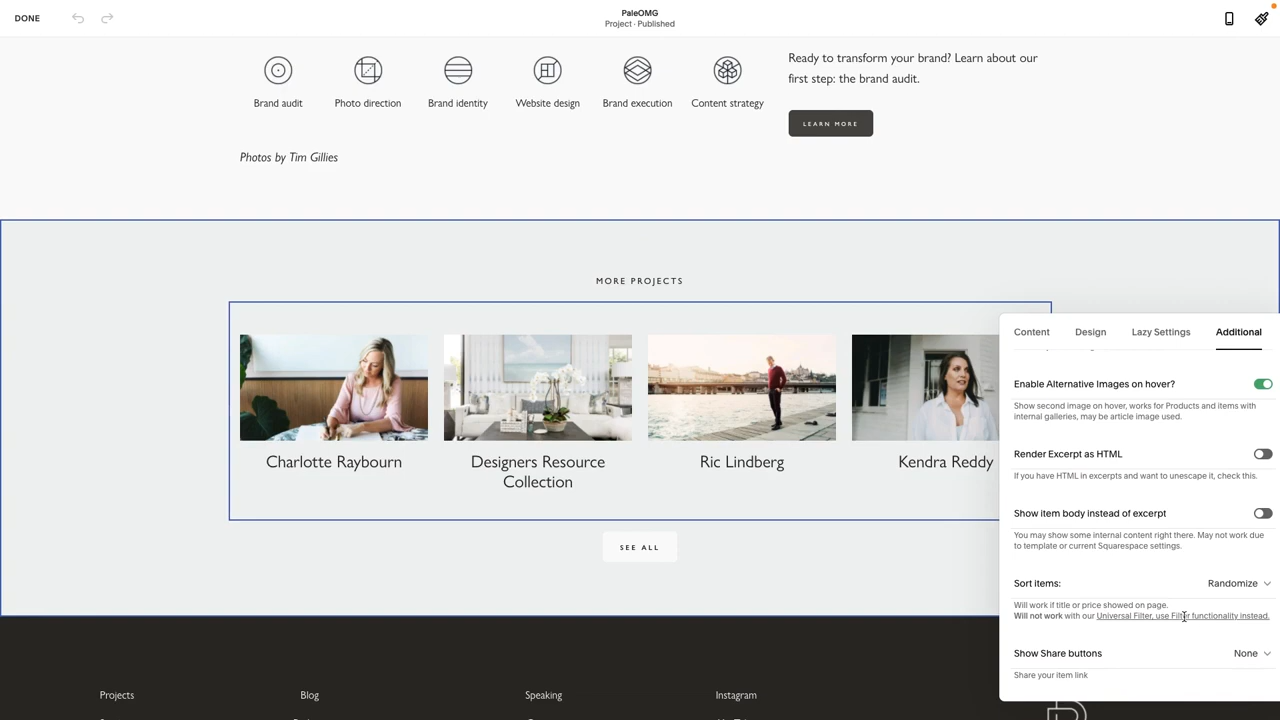 DONE
PaleOMG
Project · Published
Ready to transform your brand? Learn about our
first step: the brand audit.
Brand audit
Photo direction
Brand identity
Website design
Brand execution
Content strategy
LEARN MORE
Photos by Tim Gillies
MORE PROJECTS
Charlotte Raybourn
Designers Resource
Collection
Ric Lindberg
Kendra Reddy
SEE ALL
Content
Design
Lazy Settings
Additional
Enable Alternative Images on hover?
Show second image on hover, works for Products and items with
internal galleries, may be article image used.
Render Excerpt as HTML
If you have HTML in excerpts and want to unescape it, check this.
Show item body instead of excerpt
You may show some internal content right there. May not work due
to template or current Squarespace settings.
Sort items:
Randomize
Will work if title or price showed on page.
Will not work with our Universal Filter, use Filter functionality instead.
Show Share buttons
None
Share your item link
Projects
Blog
Speaking
Instagram